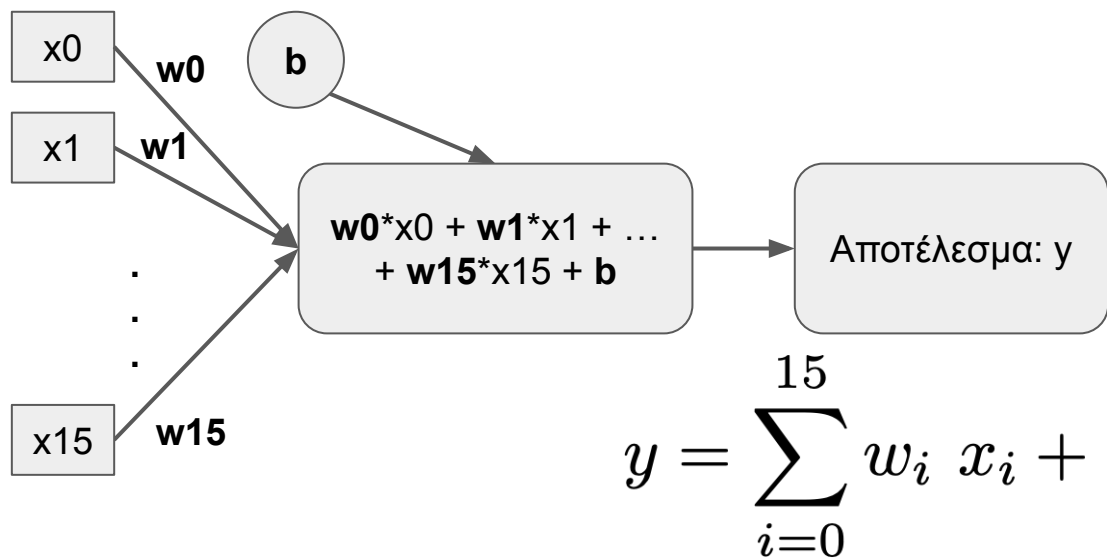 x0
w0
b
x1
w1
w0*x0 + w1*x1 + …
+ w15*x15 + b
Αποτέλεσμα: y
.
.
.
x15
w15
15
y = ∑ w_i x_i +
i=0